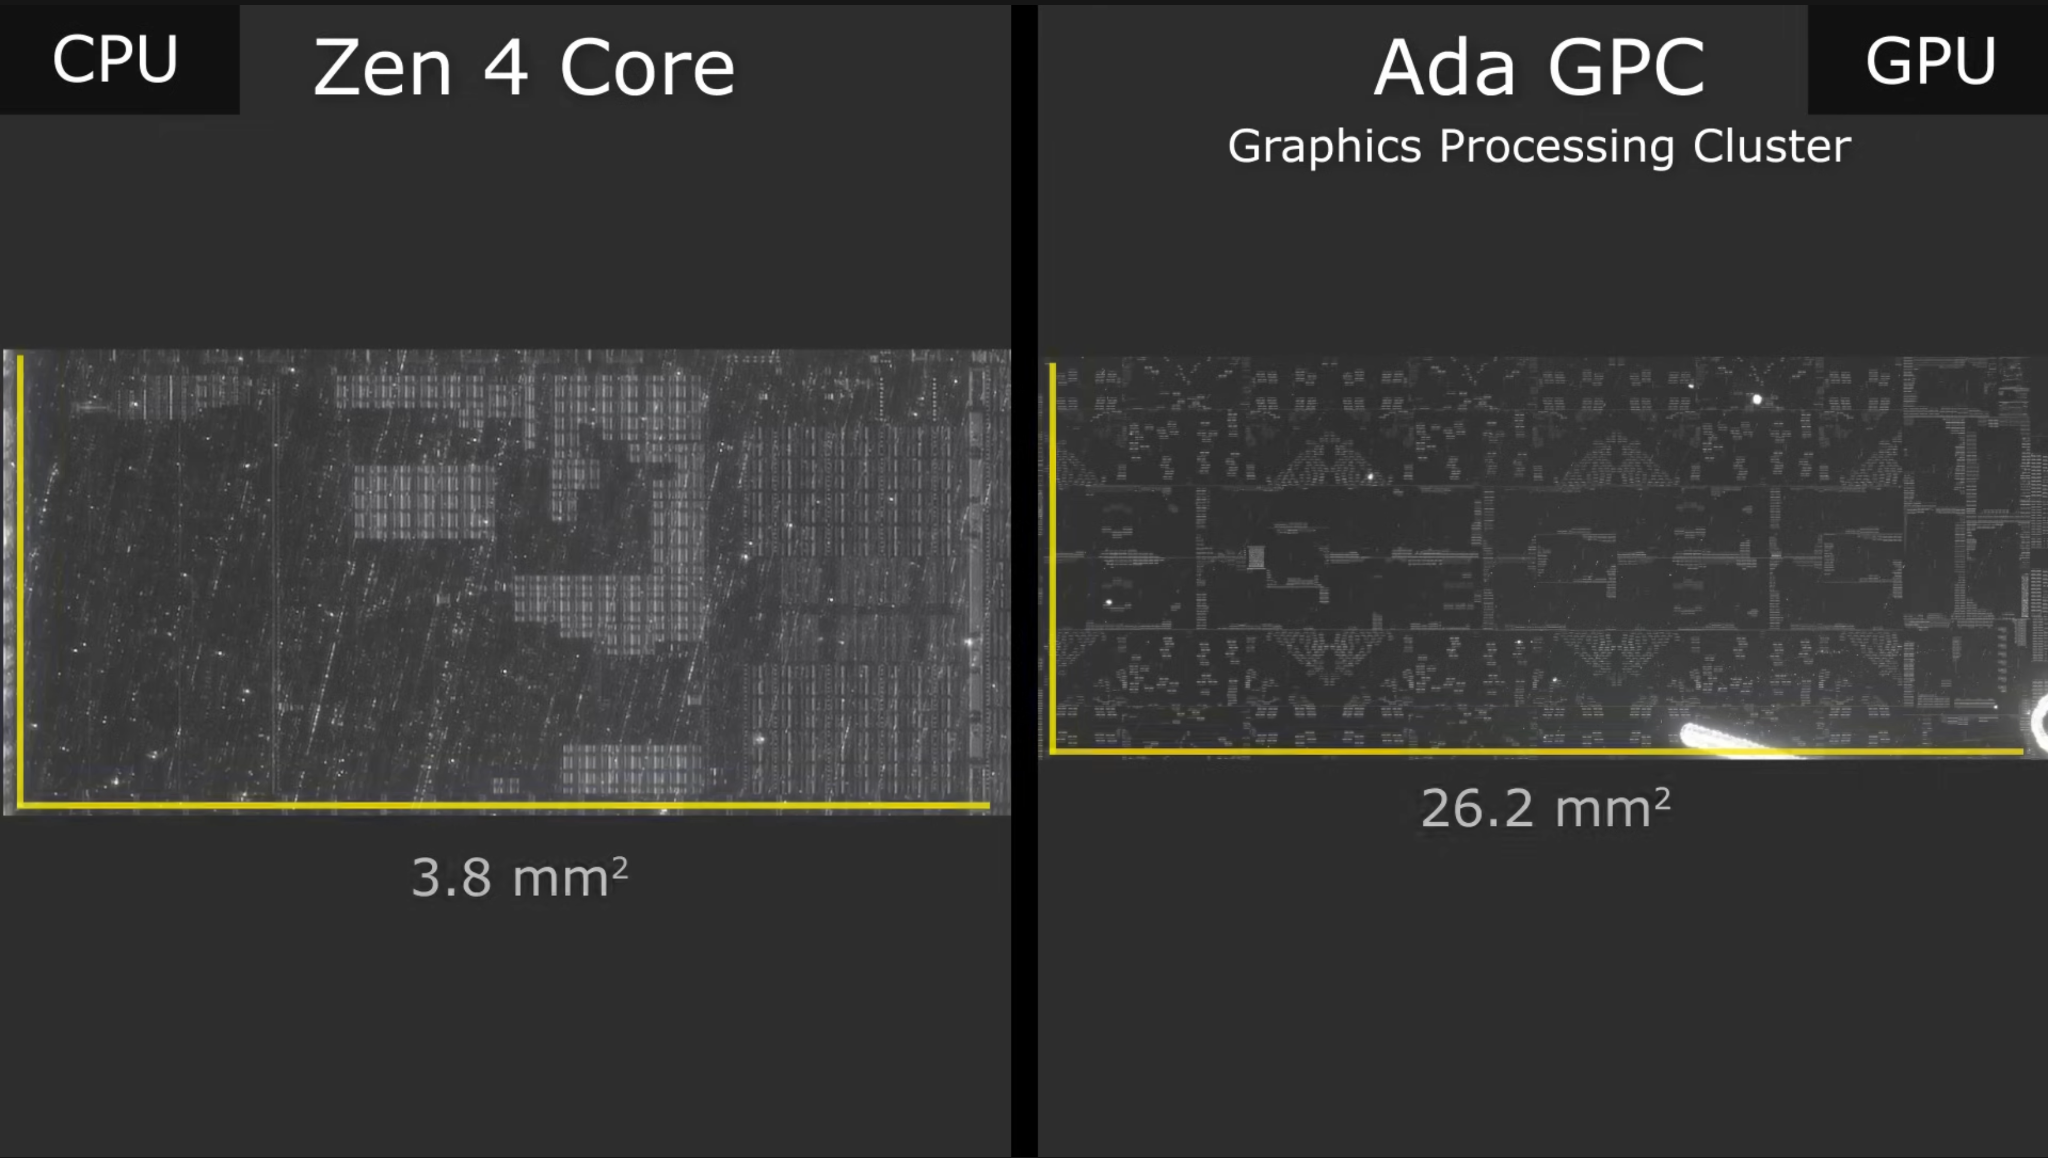 CPU
Zen 4 Core
3.8 mm²
Ada GPC
GPU
Graphics Processing Cluster
26.2 mm²